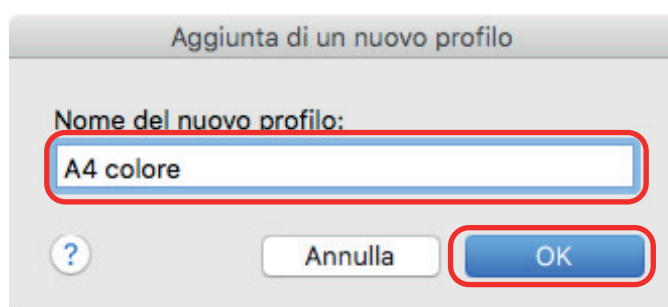 Aggiunta di un nuovo profilo
Nome del nuovo profilo:
A4 colore
? Annulla OK